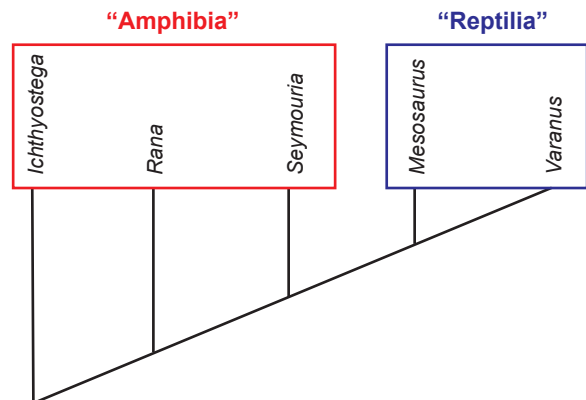 “Amphibia”
“Reptilia”
Ichthyostega
Rana
Seymouria
Mesosaurus
Varanus